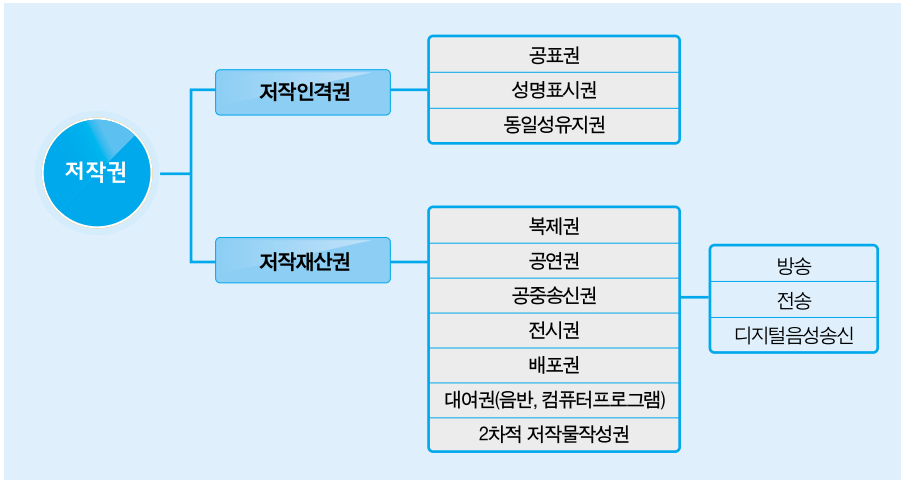 저작권
저작인격권
공표권
성명표시권
동일성유지권
저작재산권
복제권
공연권
공중송신권
전시권
배포권
대여권(음반, 컴퓨터프로그램)
2차적 저작물작성권
방송
전송
디지털음성송신